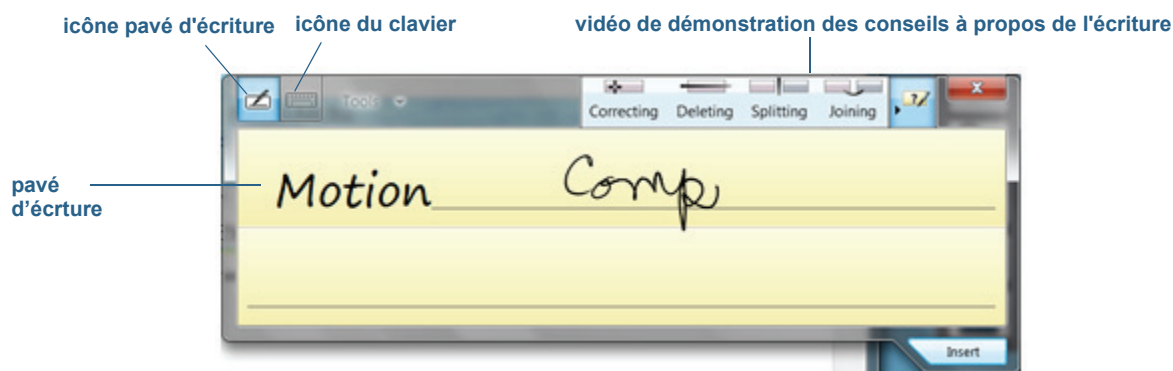 icône pavé d'écriture icône du clavier vidéo de démonstration des conseils à propos de l'écriture
Tools
Correcting Deleting Splitting Joining
pavé
d’écrture
Motion Comp
Insert